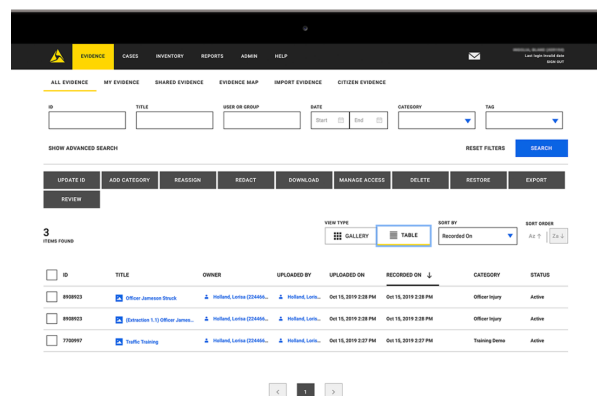 EVIDENCE CASES INVENTORY REPORTS ADMIN HELP
Last login invalid date
SIGN OUT
ALL EVIDENCE MY EVIDENCE SHARED EVIDENCE EVIDENCE MAP IMPORT EVIDENCE CITIZEN EVIDENCE
ID TITLE USER OR GROUP DATE CATEGORY TAG
Start End
SHOW ADVANCED SEARCH RESET FILTERS SEARCH
UPDATE ID ADD CATEGORY REASSIGN REDACT DOWNLOAD MANAGE ACCESS DELETE RESTORE EXPORT
REVIEW
VIEW TYPE SORT BY SORT ORDER
3
ITEMS FOUND
GALLERY TABLE Recorded On Az ↑ Za ↓
ID TITLE OWNER UPLOADED BY UPLOADED ON RECORDED ON ↓ CATEGORY STATUS
8908923 Officer Jameson Struck Holland, Lorisa (224466... Holland, Loris... Oct 15, 2019 2:28 PM Oct 15, 2019 2:28 PM Officer Injury Active
8908923 (Extraction 1.1) Officer James... Holland, Lorisa (224466... Holland, Loris... Oct 15, 2019 2:28 PM Oct 15, 2019 2:28 PM Officer Injury Active
7700997 Traffic Training Holland, Lorisa (224466... Holland, Loris... Oct 15, 2019 2:27 PM Oct 15, 2019 2:27 PM Training Demo Active
< 1 >